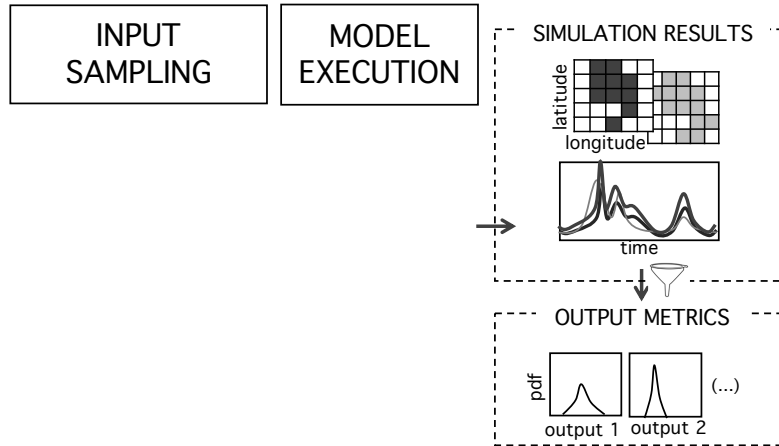 INPUT
SAMPLING
MODEL
EXECUTION
SIMULATION RESULTS
latitude
longitude
time
OUTPUT METRICS
pdf
(...)
output 1
output 2